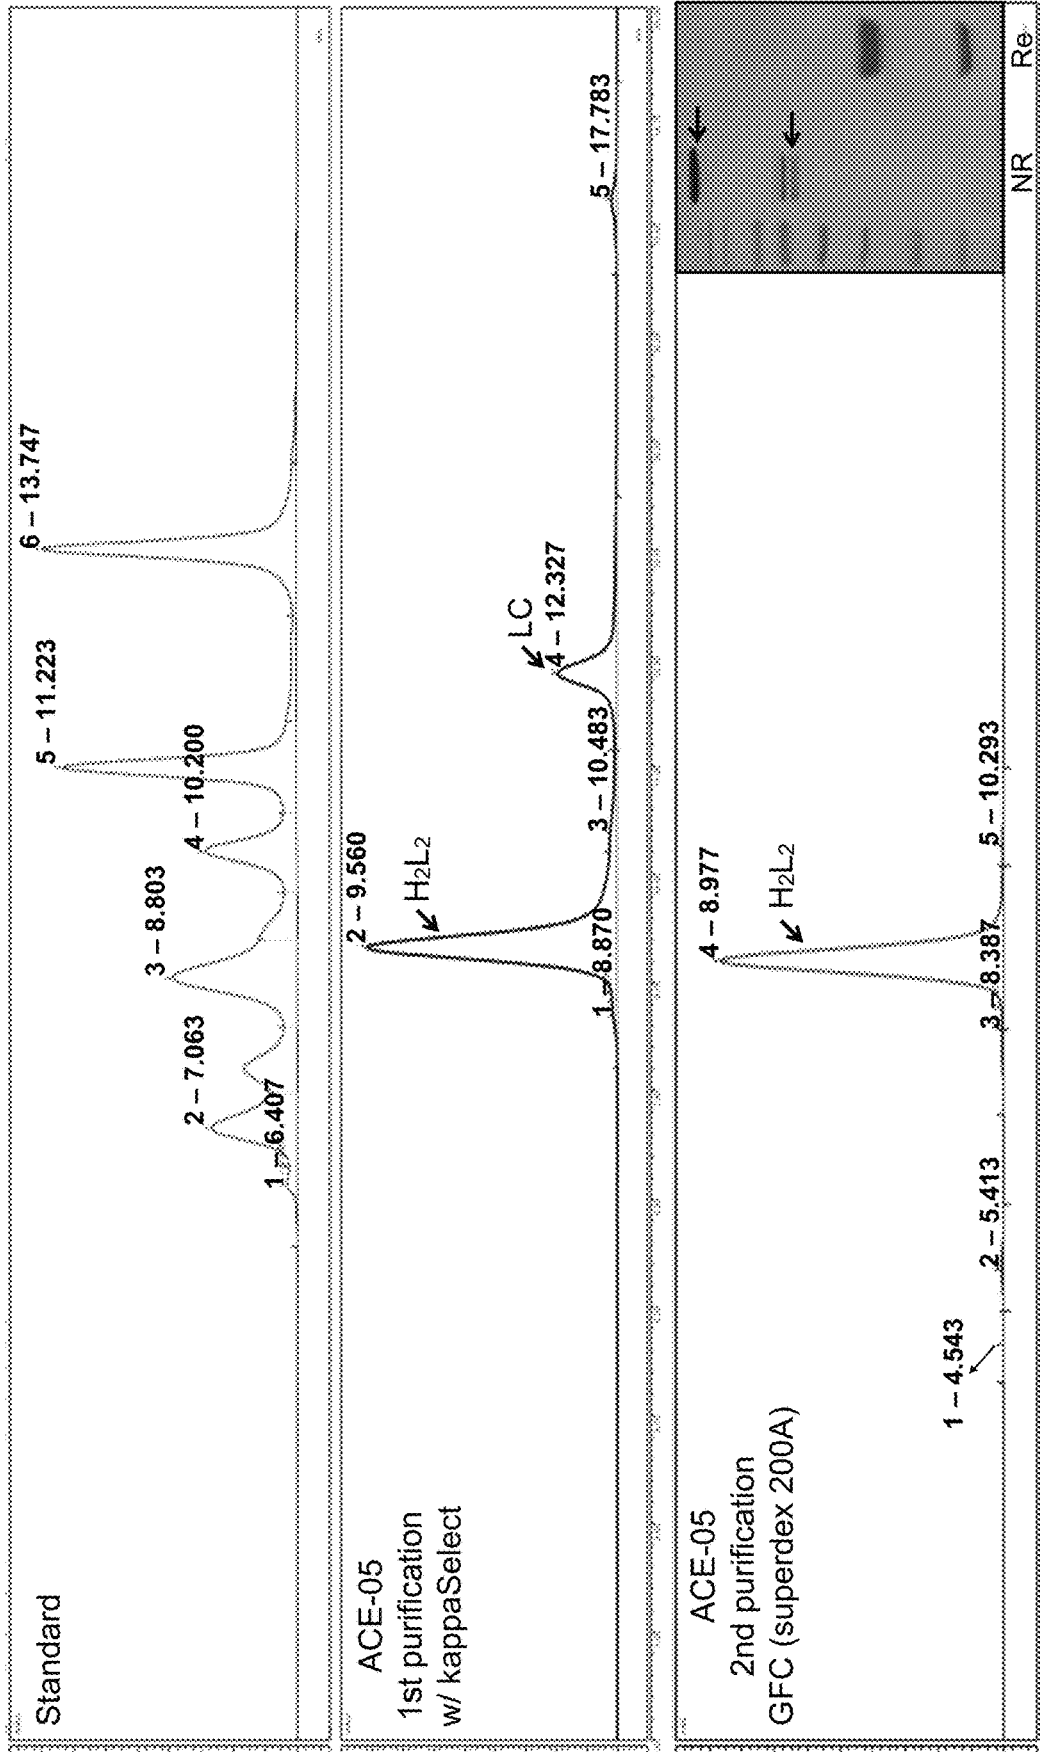 Standard
1 – 6.407
2 – 7.063
3 – 8.803
4 – 10.200
5 – 11.223
6 – 13.747
ACE-05
1st purification
w/ kappaSelect
1 – 8.870
2 – 9.560
H2L2
3 – 10.483
LC
4 – 12.327
5 – 17.783
ACE-05
2nd purification
GFC (superdex 200A)
1 – 4.543
2 – 5.413
3 – 8.387
4 – 8.977
H2L2
5 – 10.293
NR
Re